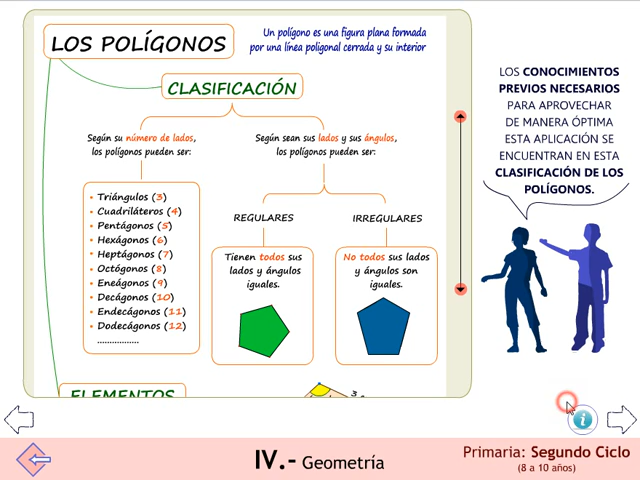 LOS POLÍGONOS
Un polígono es una figura plana formada
por una línea poligonal cerrada y su interior
CLASIFICACIÓN
Según su número de lados,
los polígonos pueden ser:
Según sean sus lados y sus ángulos,
los polígonos pueden ser:
• Triángulos (3)
• Cuadriláteros (4)
• Pentágonos (5)
• Hexágonos (6)
• Heptágonos (7)
• Octógonos (8)
• Eneágonos (9)
• Decágonos (10)
• Endecágonos (11)
• Dodecágonos (12)
.................
REGULARES
Tienen todos sus
lados y ángulos
iguales.
IRREGULARES
No todos sus lados
y ángulos son
iguales.
ELEMENTOS
LOS CONOCIMIENTOS
PREVIOS NECESARIOS
PARA APROVECHAR
DE MANERA ÓPTIMA
ESTA APLICACIÓN SE
ENCUENTRAN EN ESTA
CLASIFICACIÓN DE LOS
POLÍGONOS.
i
IV.- Geometría
Primaria: Segundo Ciclo
(8 a 10 años)